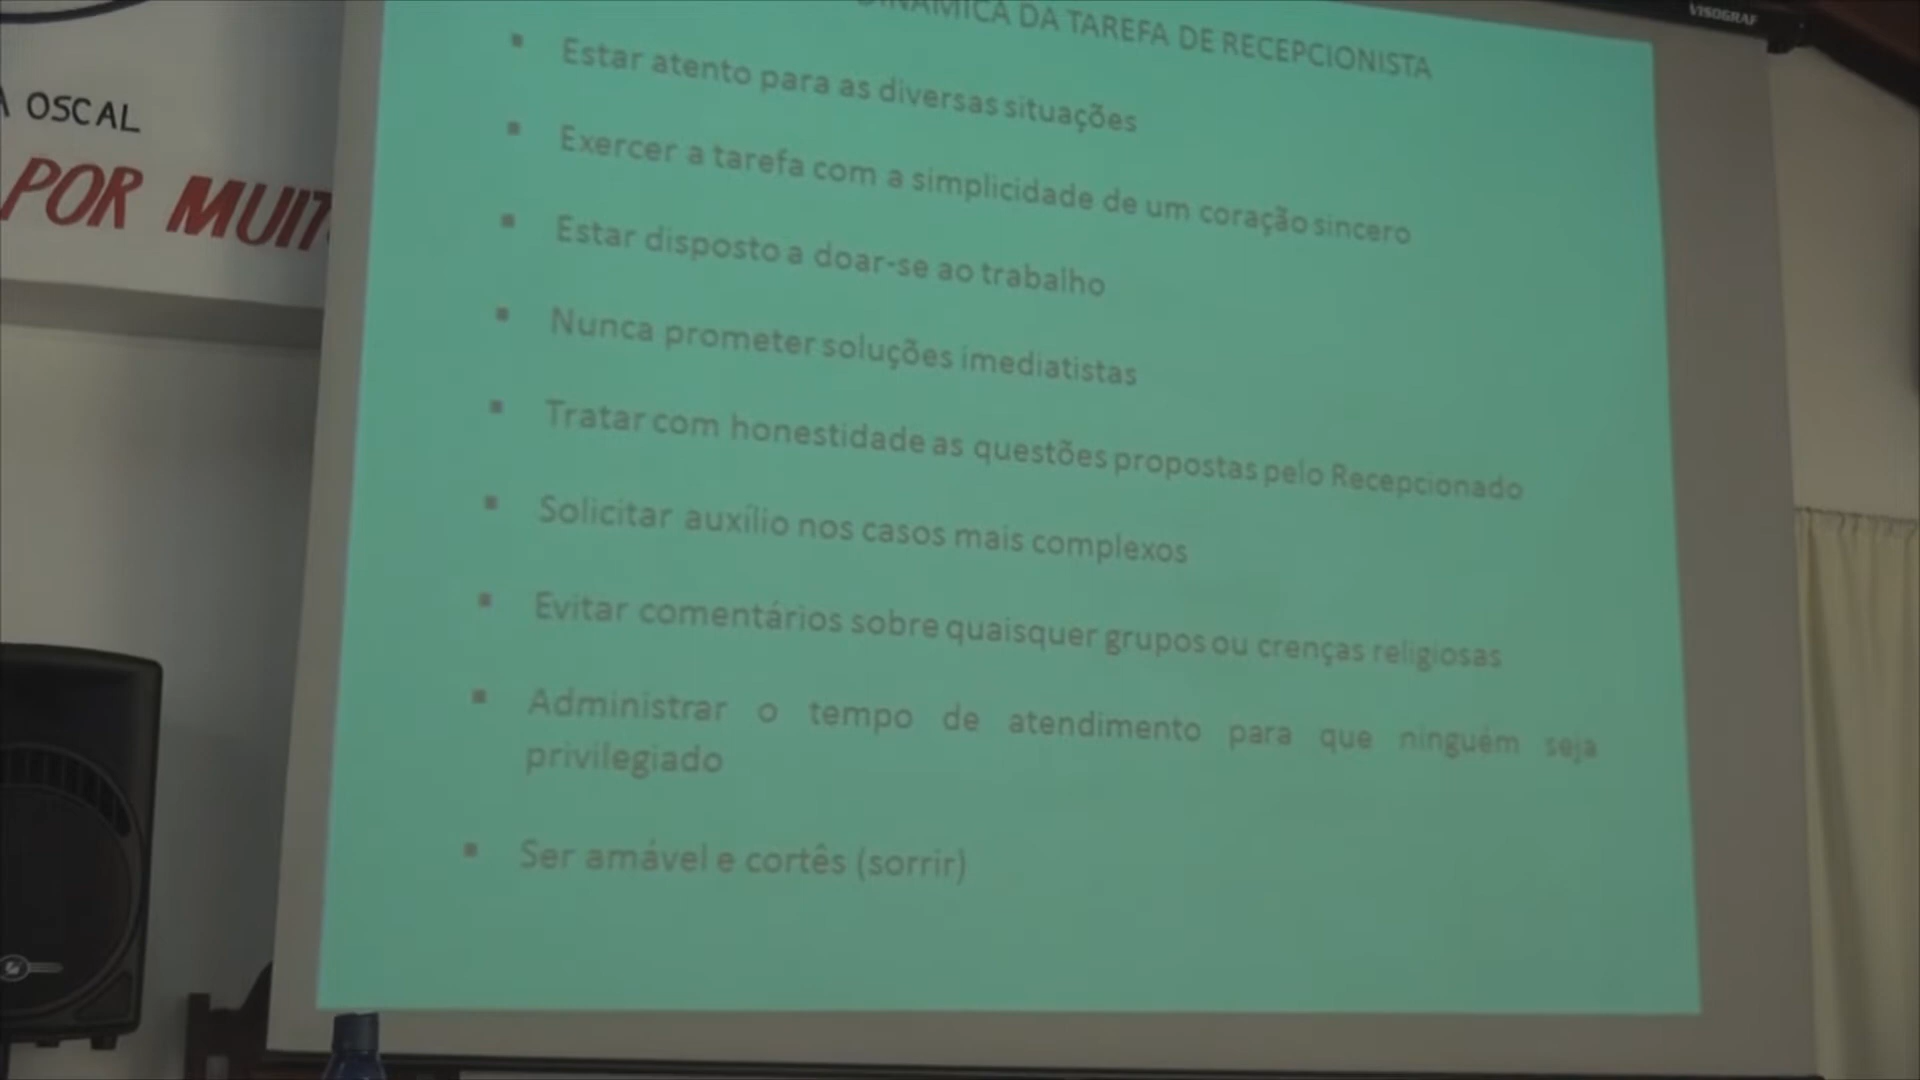 VISOGRAF
DINÂMICA DA TAREFA DE RECEPCIONISTA
▪ Estar atento para as diversas situações
▪ Exercer a tarefa com a simplicidade de um coração sincero
▪ Estar disposto a doar-se ao trabalho
▪ Nunca prometer soluções imediatistas
▪ Tratar com honestidade as questões propostas pelo Recepcionado
▪ Solicitar auxílio nos casos mais complexos
▪ Evitar comentários sobre quaisquer grupos ou crenças religiosas
▪ Administrar o tempo de atendimento para que ninguém seja
privilegiado
▪ Ser amável e cortês (sorrir)
A OSCAL
POR MUIT